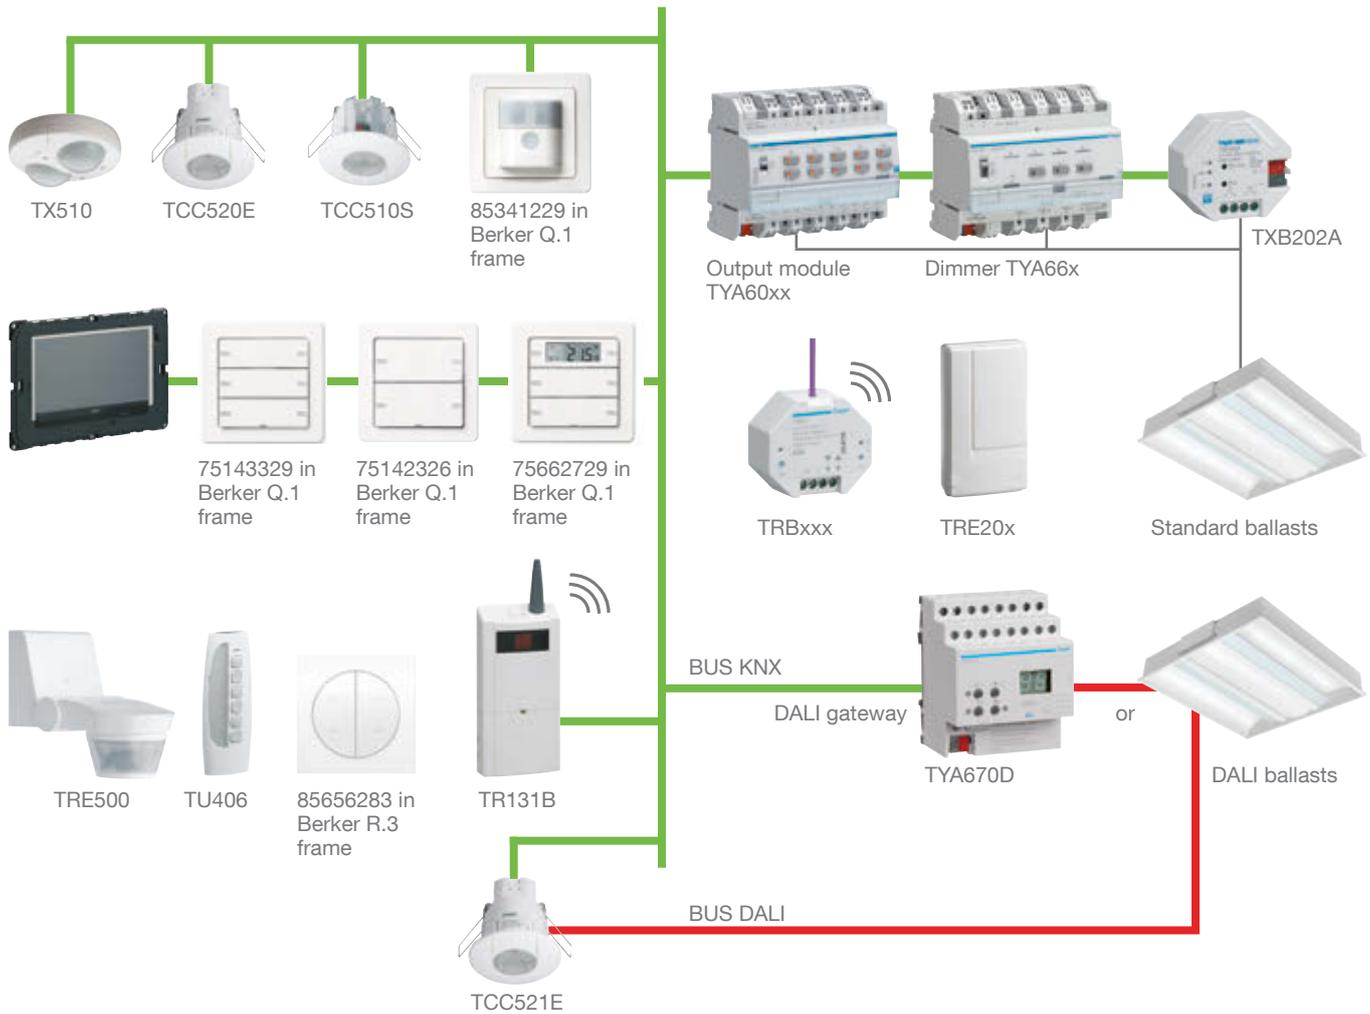 TX510
TCC520E
TCC510S
85341229 in
Berker Q.1
frame
Output module
TYA60xx
Dimmer TYA66x
TXB202A
21.5
75143329 in
Berker Q.1
frame
75142326 in
Berker Q.1
frame
75662729 in
Berker Q.1
frame
TRBxxx
TRE20x
Standard ballasts
BUS KNX
DALI gateway
or
TYA670D
DALI ballasts
TRE500
TU406
85656283 in
Berker R.3
frame
TR131B
BUS DALI
TCC521E